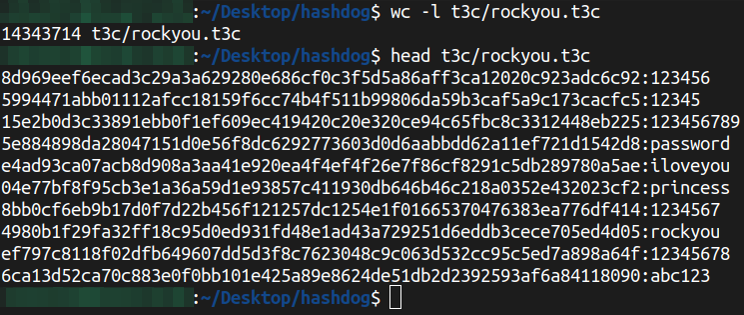 :~/Desktop/hashdog$ wc -l t3c/rockyou.t3c
14343714 t3c/rockyou.t3c
:~/Desktop/hashdog$ head t3c/rockyou.t3c
8d969eef6ecad3c29a3a629280e686cf0c3f5d5a86aff3ca12020c923adc6c92:123456
5994471abb01112afcc18159f6cc74b4f511b99806da59b3caf5a9c173cacfc5:12345
15e2b0d3c33891ebb0f1ef609ec419420c20e320ce94c65fbc8c3312448eb225:123456789
5e884898da28047151d0e56f8dc6292773603d0d6aabbdd62a11ef721d1542d8:password
e4ad93ca07acb8d908a3aa41e920ea4f4ef4f26e7f86cf8291c5db289780a5ae:iloveyou
04e77bf8f95cb3e1a36a59d1e93857c411930db646b46c218a0352e432023cf2:princess
8bb0cf6eb9b17d0f7d22b456f121257dc1254e1f01665370476383ea776df414:1234567
4980b1f29fa32ff18c95d0ed931fd48e1ad43a729251d6eddb3cece705ed4d05:rockyou
ef797c8118f02dfb649607dd5d3f8c7623048c9c063d532cc95c5ed7a898a64f:12345678
6ca13d52ca70c883e0f0bb101e425a89e8624de51db2d2392593af6a84118090:abc123
:~/Desktop/hashdog$